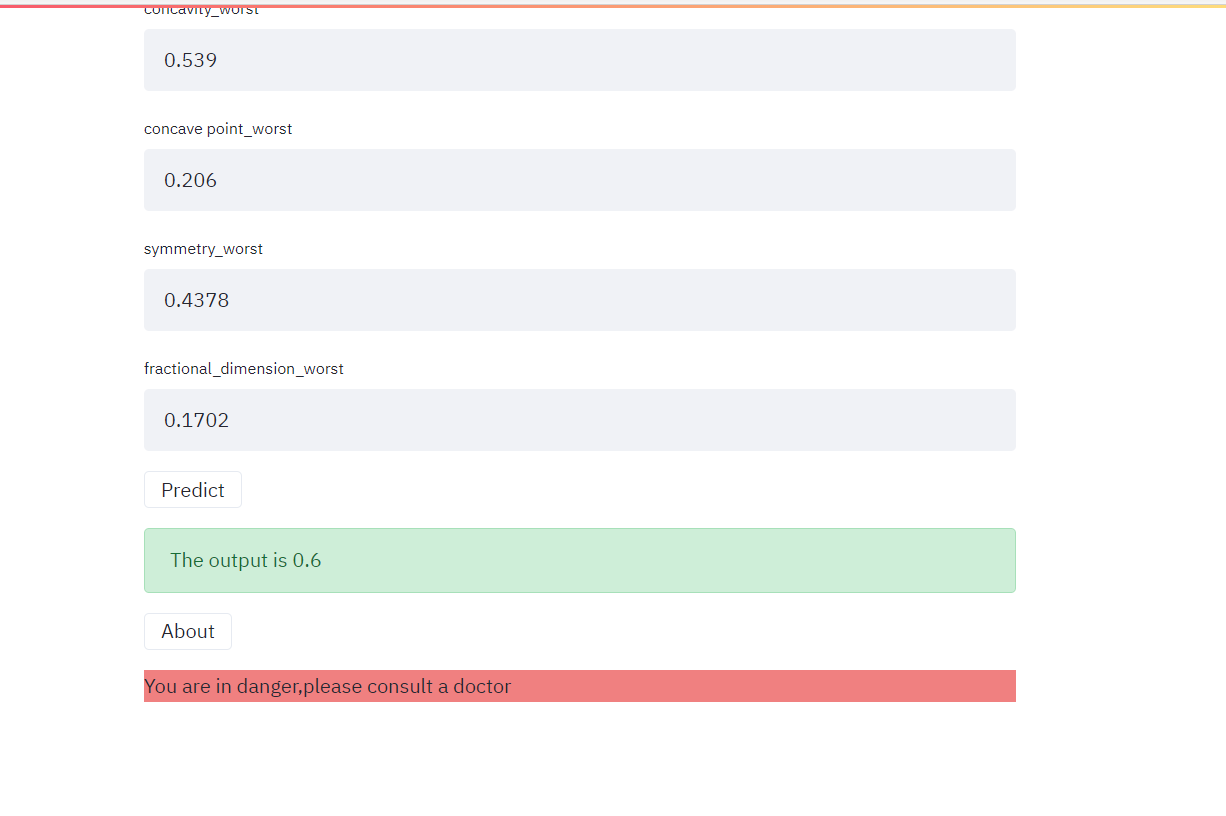 concavity_worst
0.539
concave point_worst
0.206
symmetry_worst
0.4378
fractional_dimension_worst
0.1702
Predict
The output is 0.6
About
You are in danger,please consult a doctor